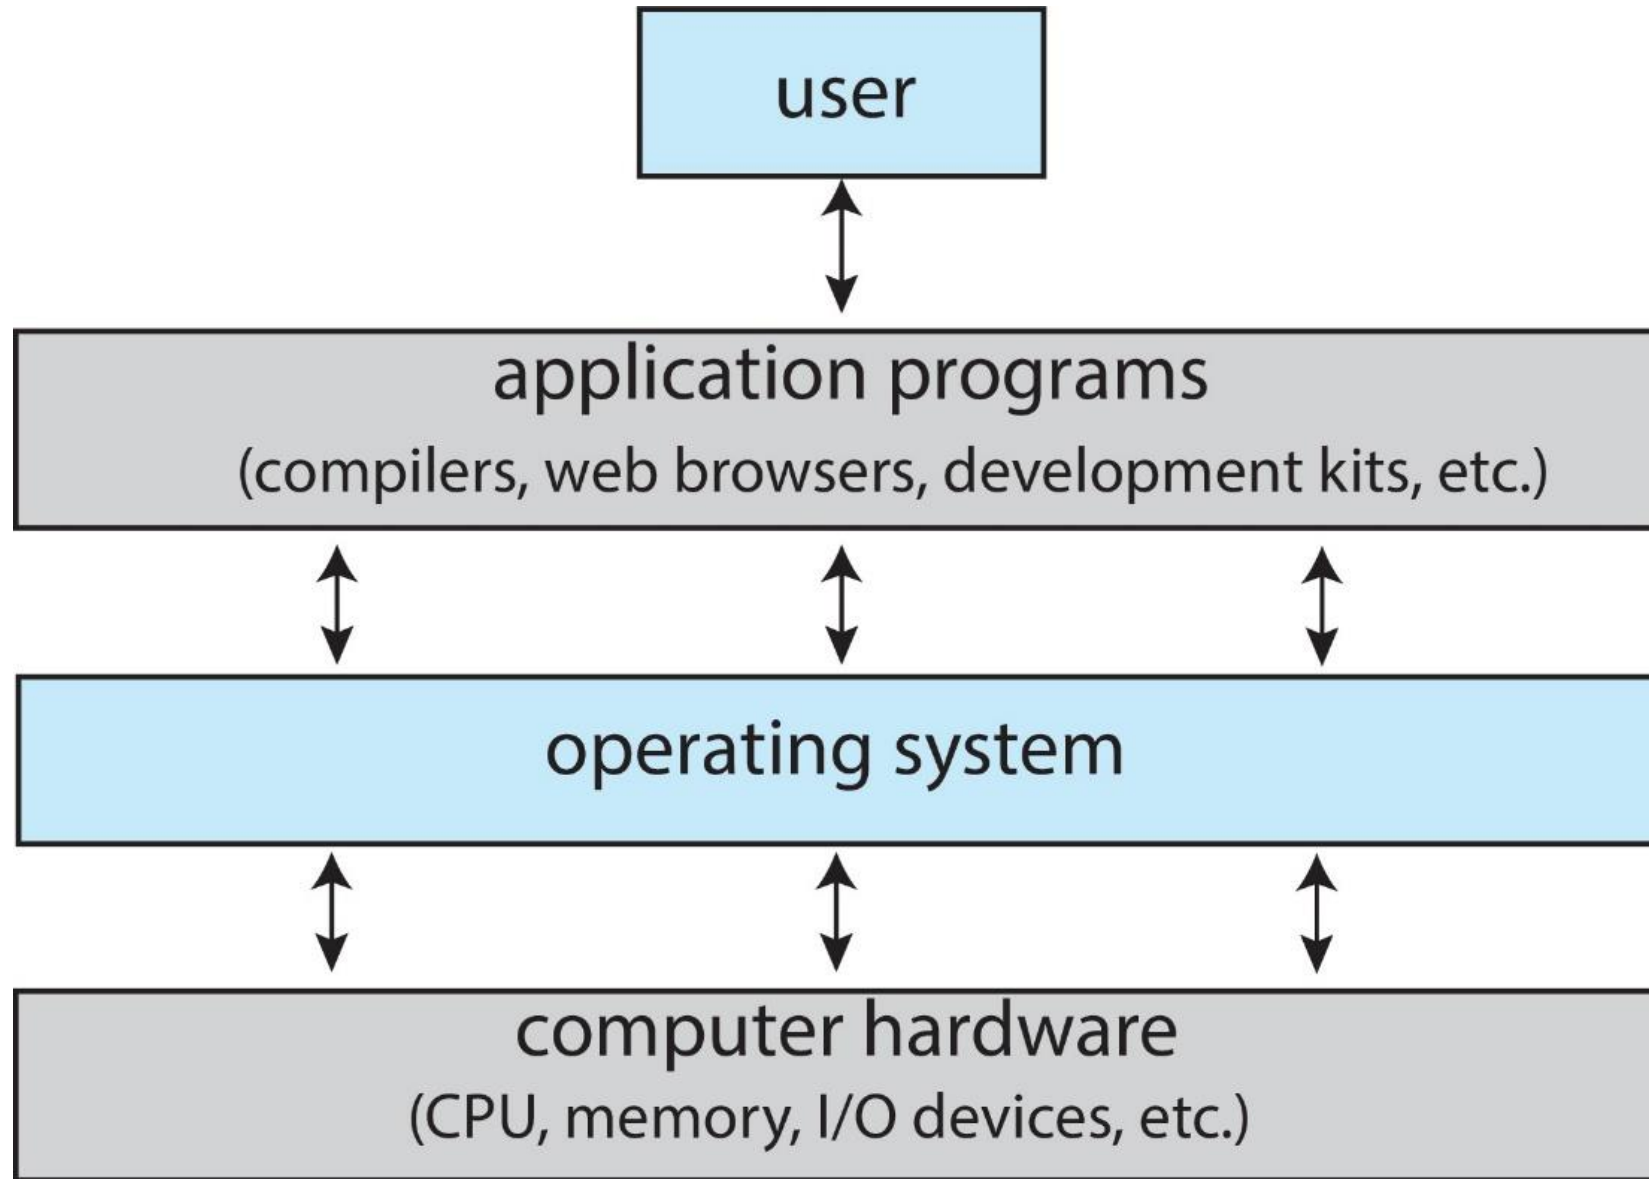 user
application programs
(compilers, web browsers, development kits, etc.)
operating system
computer hardware
(CPU, memory, I/O devices, etc.)